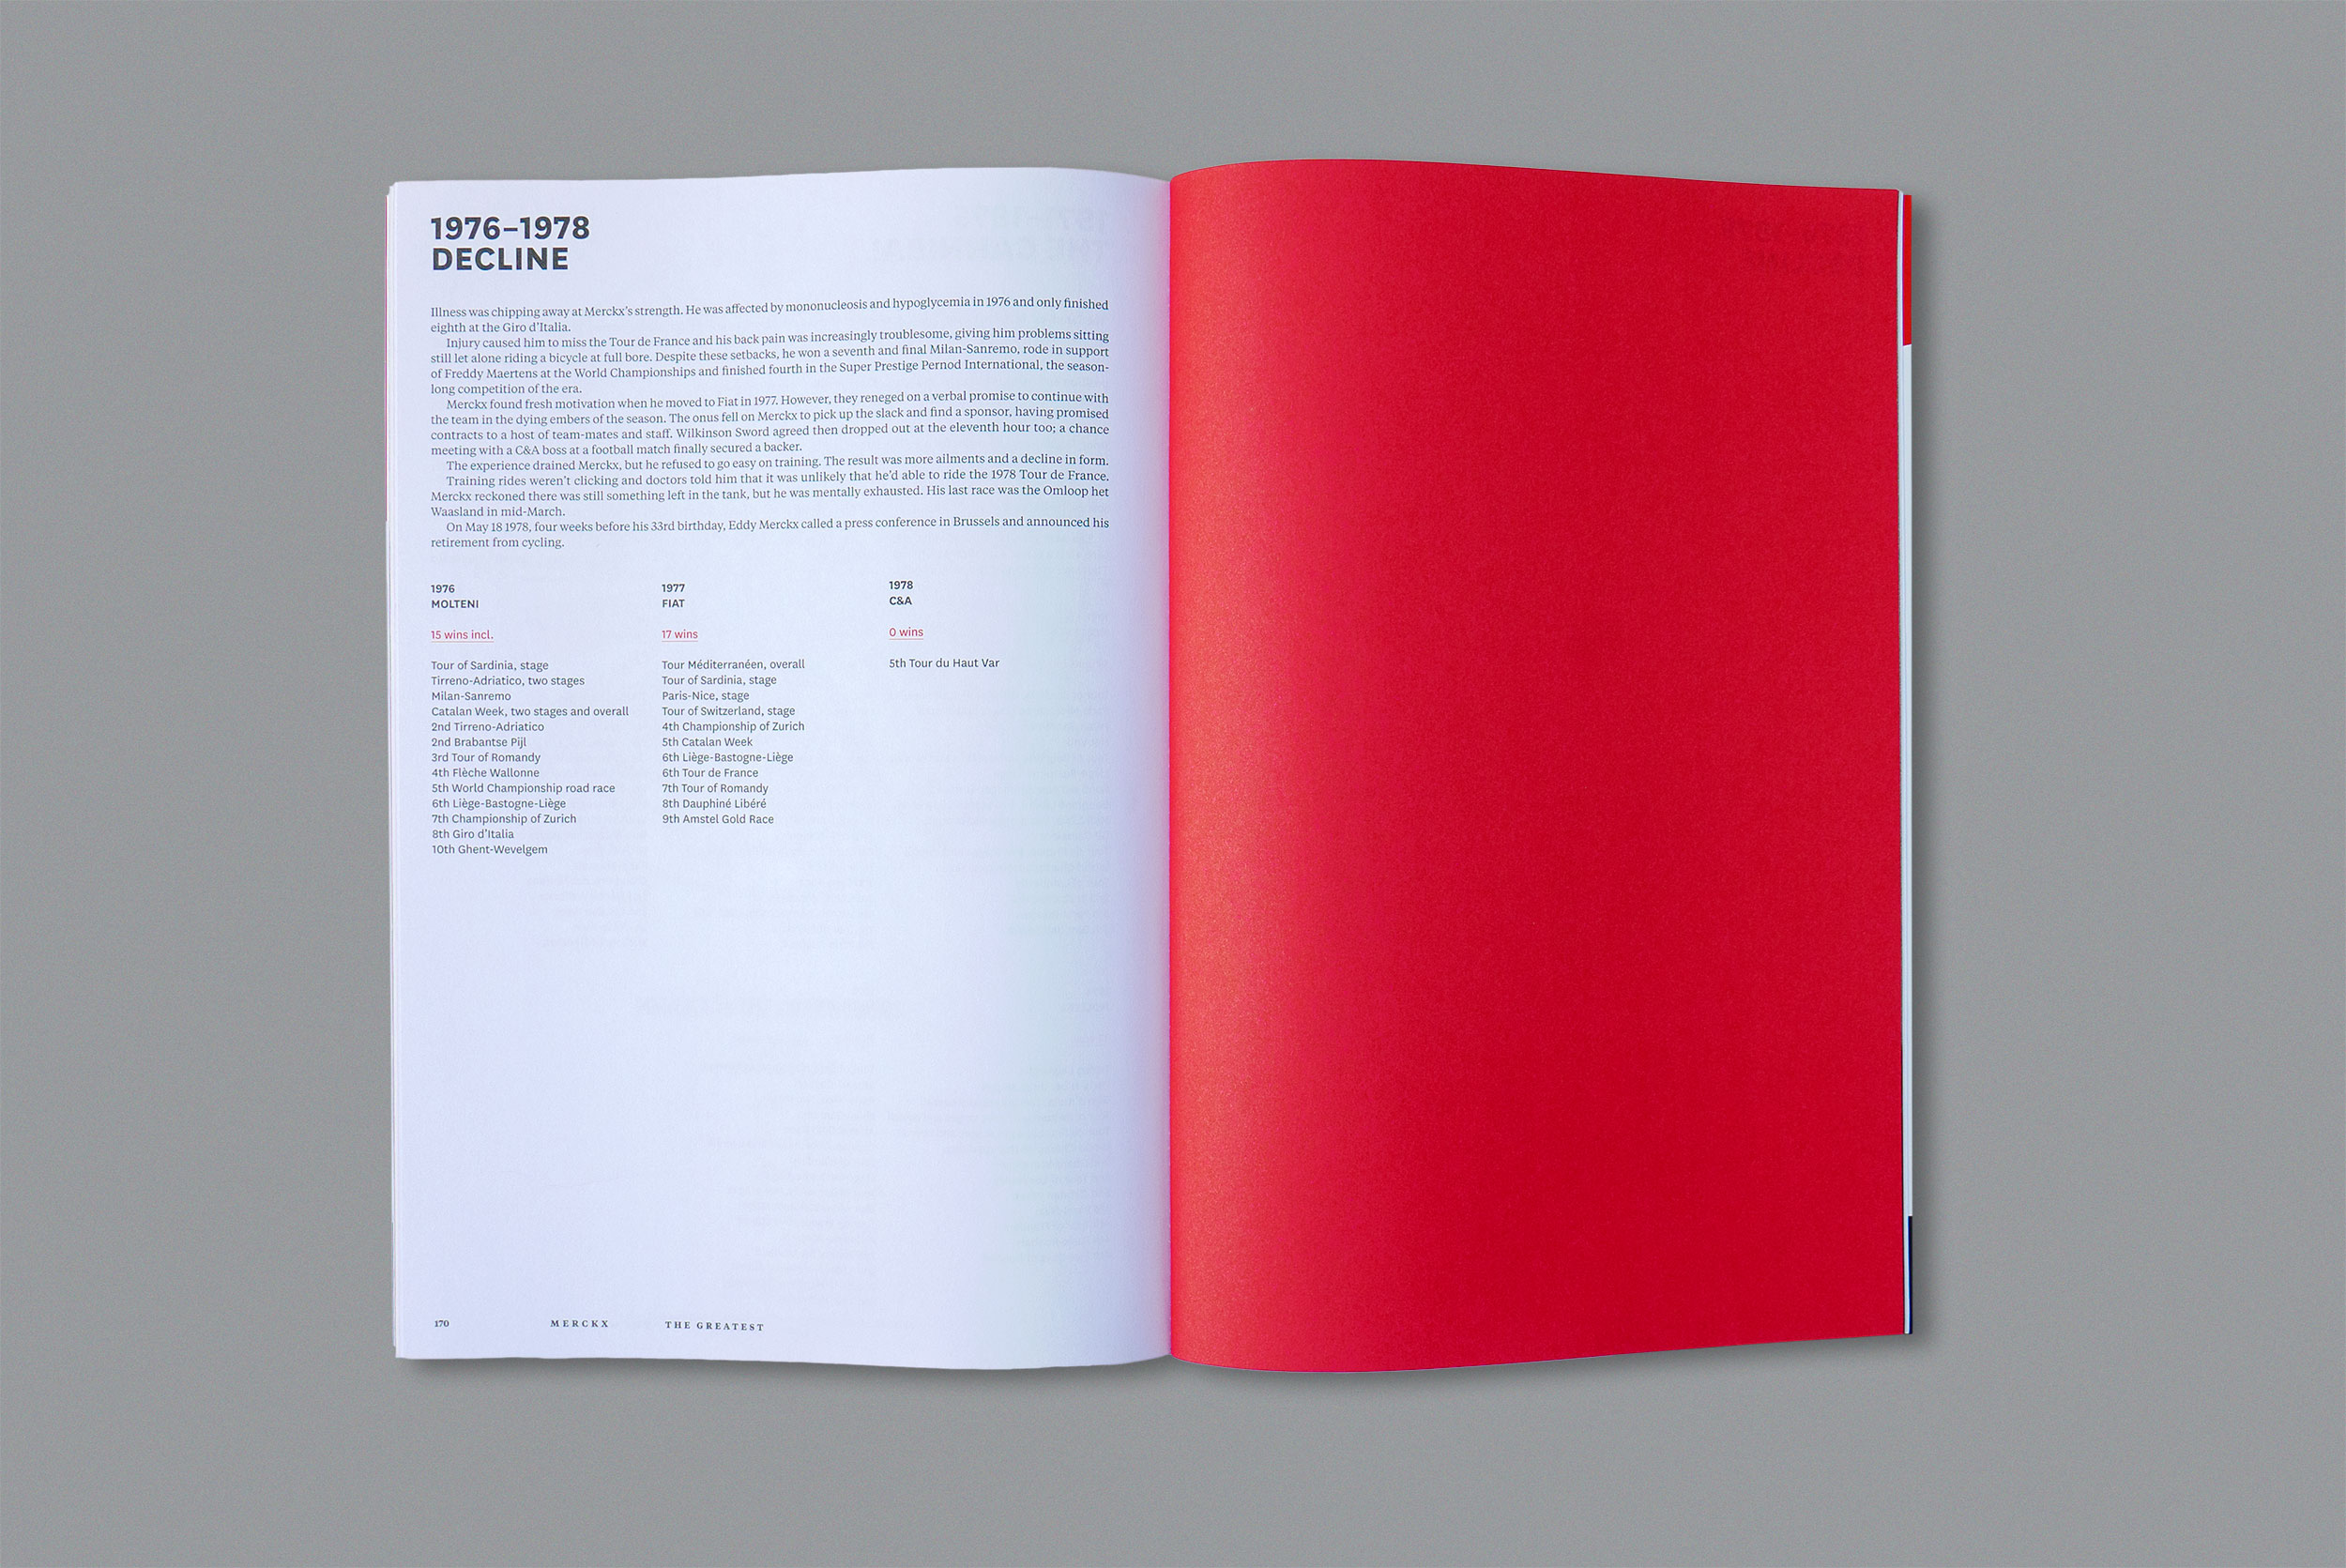 1976–1978
DECLINE
Illness was chipping away at Merckx's strength. He was affected by mononucleosis and hypoglycemia in 1976 and only finished
eighth at the Giro d'Italia.
Injury caused him to miss the Tour de France and his back pain was increasingly troublesome, giving him problems sitting
still let alone riding a bicycle at full bore. Despite these setbacks, he won a seventh and final Milan-Sanremo, rode in support
of Freddy Maertens at the World Championships and finished fourth in the Super Prestige Pernod International, the season-
long competition of the era.
Merckx found fresh motivation when he moved to Fiat in 1977. However, they reneged on a verbal promise to continue with
the team in the dying embers of the season. The onus fell on Merckx to pick up the slack and find a sponsor, having promised
contracts to a host of team-mates and staff. Wilkinson Sword agreed then dropped out at the eleventh hour too; a chance
meeting with a C&A boss at a football match finally secured a backer.
The experience drained Merckx, but he refused to go easy on training. The result was more ailments and a decline in form.
Training rides weren't clicking and doctors told him that it was unlikely that he'd able to ride the 1978 Tour de France.
Merckx reckoned there was still something left in the tank, but he was mentally exhausted. His last race was the Omloop het
Waasland in mid-March.
On May 18 1978, four weeks before his 33rd birthday, Eddy Merckx called a press conference in Brussels and announced his
retirement from cycling.
1976
MOLTENI
15 wins incl.
Tour of Sardinia, stage
Tirreno-Adriatico, two stages
Milan-Sanremo
Catalan Week, two stages and overall
2nd Tirreno-Adriatico
2nd Brabantse Pijl
3rd Tour of Romandy
4th Flèche Wallonne
5th World Championship road race
6th Liège-Bastogne-Liège
7th Championship of Zurich
8th Giro d'Italia
10th Ghent-Wevelgem
1977
FIAT
17 wins
Tour Méditerranéen, overall
Tour of Sardinia, stage
Paris-Nice, stage
Tour of Switzerland, stage
4th Championship of Zurich
5th Catalan Week
6th Liège-Bastogne-Liège
6th Tour de France
7th Tour of Romandy
8th Dauphiné Libéré
9th Amstel Gold Race
1978
C&A
0 wins
5th Tour du Haut Var
170 MERCKX THE GREATEST